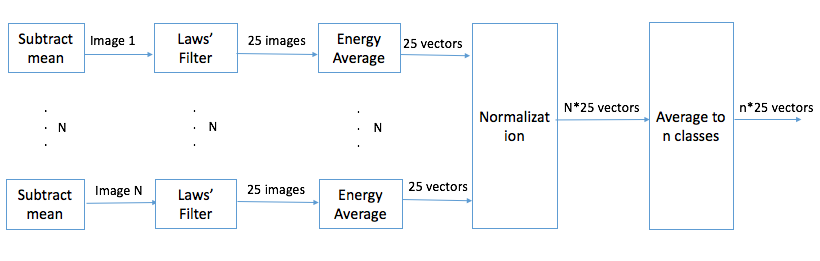 Subtract
mean
Image 1
Laws’
Filter
25 images
Energy
Average
25 vectors
N
N
N
Normalizat
ion
N*25 vectors
Average to
n classes
n*25 vectors
Subtract
mean
Image N
Laws’
Filter
25 images
Energy
Average
25 vectors